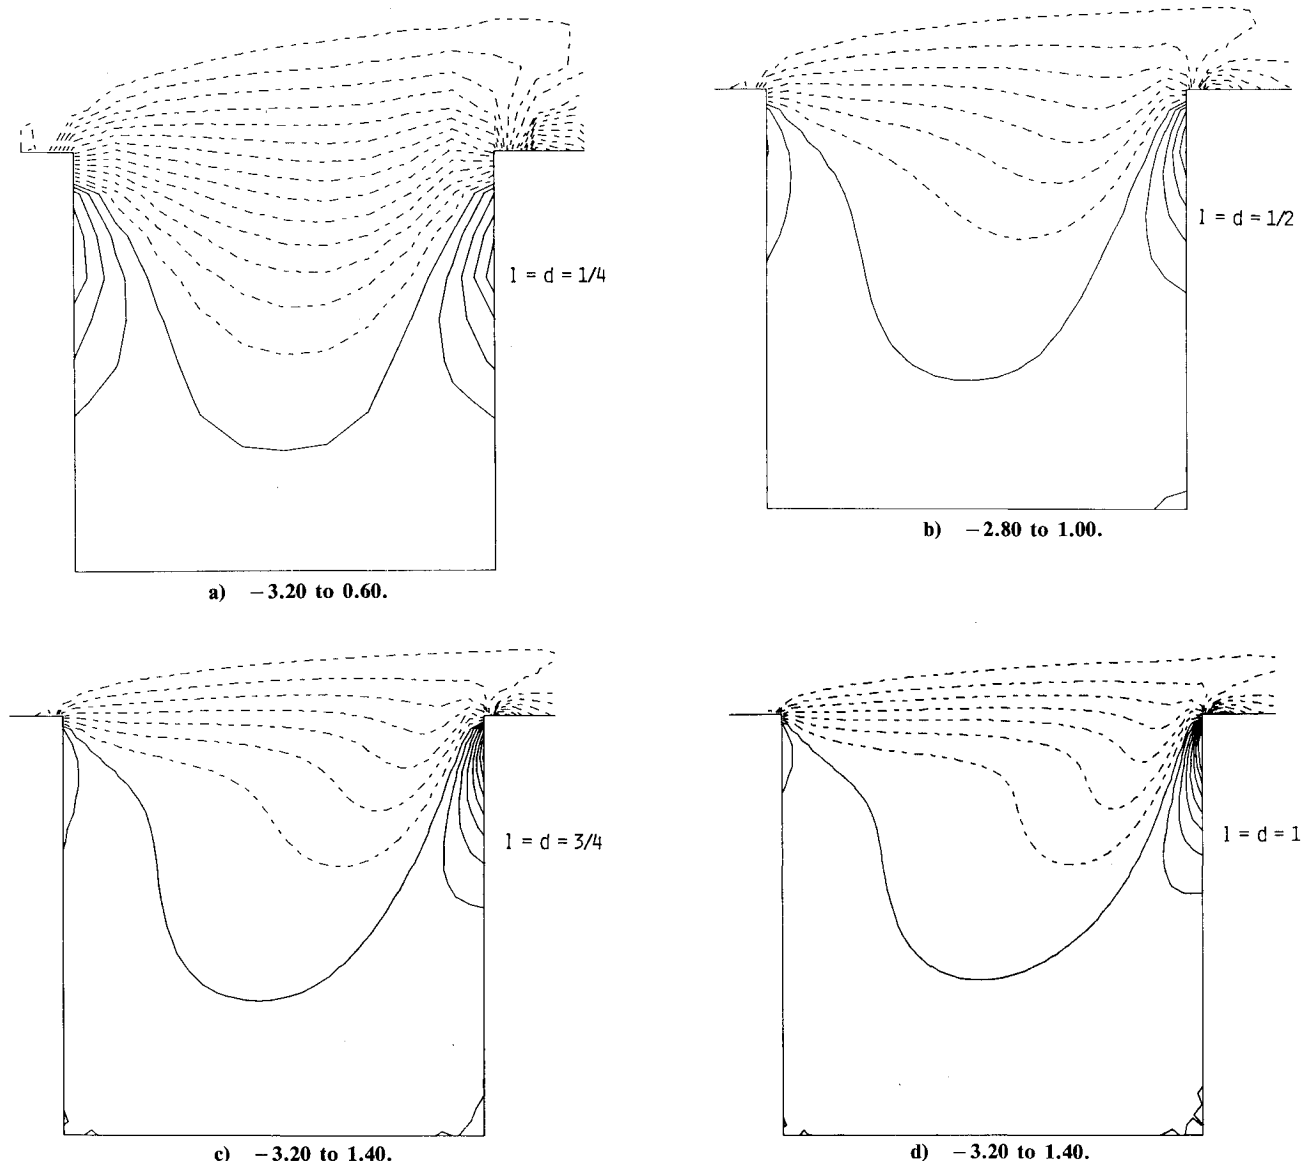 l = d = 1/4
a) −3.20 to 0.60.
l = d = 1/2
b) −2.80 to 1.00.
l = d = 3/4
c) −3.20 to 1.40.
l = d = 1
d) −3.20 to 1.40.